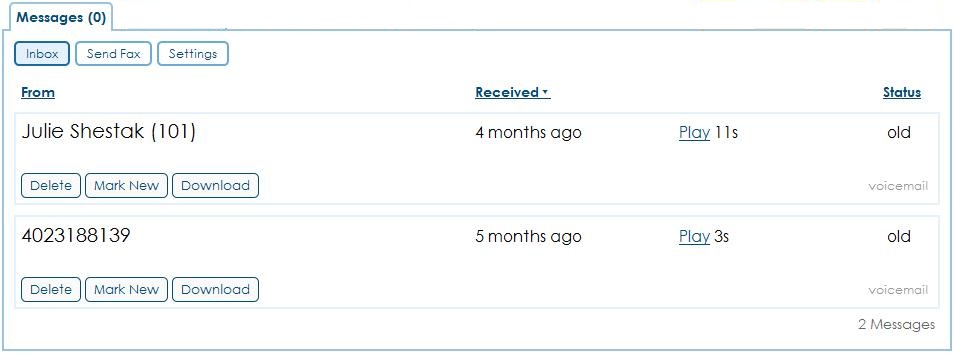 Messages (0)
Inbox Send Fax Settings
From Received Status
Julie Shestak (101) 4 months ago Play 11s old
Delete Mark New Download voicemail
4023188139 5 months ago Play 3s old
Delete Mark New Download voicemail
2 Messages